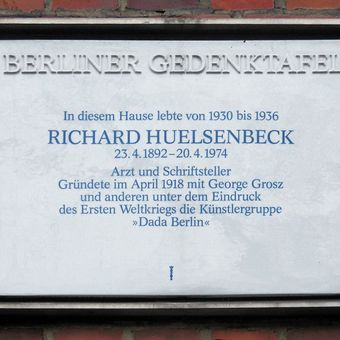 BERLINER GEDENKTAFEL
In diesem Hause lebte von 1930 bis 1936
RICHARD HUELSENBECK
23.4.1892–20.4.1974
Arzt und Schriftsteller
Gründete im April 1918 mit George Grosz
und anderen unter dem Eindruck
des Ersten Weltkriegs die Künstlergruppe
»Dada Berlin«